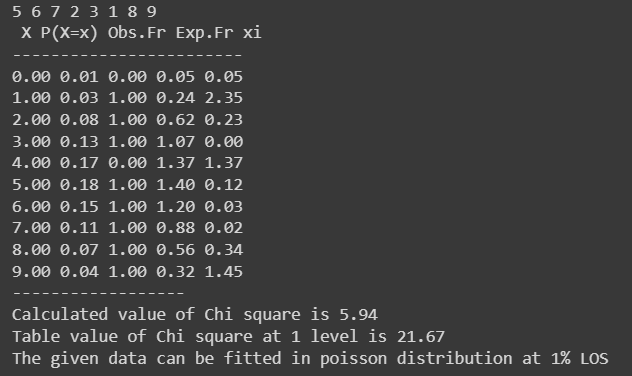 5 6 7 2 3 1 8 9
X P(X=x) Obs.Fr Exp.Fr xi
------------------------
0.00 0.01 0.00 0.05 0.05
1.00 0.03 1.00 0.24 2.35
2.00 0.08 1.00 0.62 0.23
3.00 0.13 1.00 1.07 0.00
4.00 0.17 0.00 1.37 1.37
5.00 0.18 1.00 1.40 0.12
6.00 0.15 1.00 1.20 0.03
7.00 0.11 1.00 0.88 0.02
8.00 0.07 1.00 0.56 0.34
9.00 0.04 1.00 0.32 1.45
------------------
Calculated value of Chi square is 5.94
Table value of Chi square at 1 level is 21.67
The given data can be fitted in poisson distribution at 1% LOS